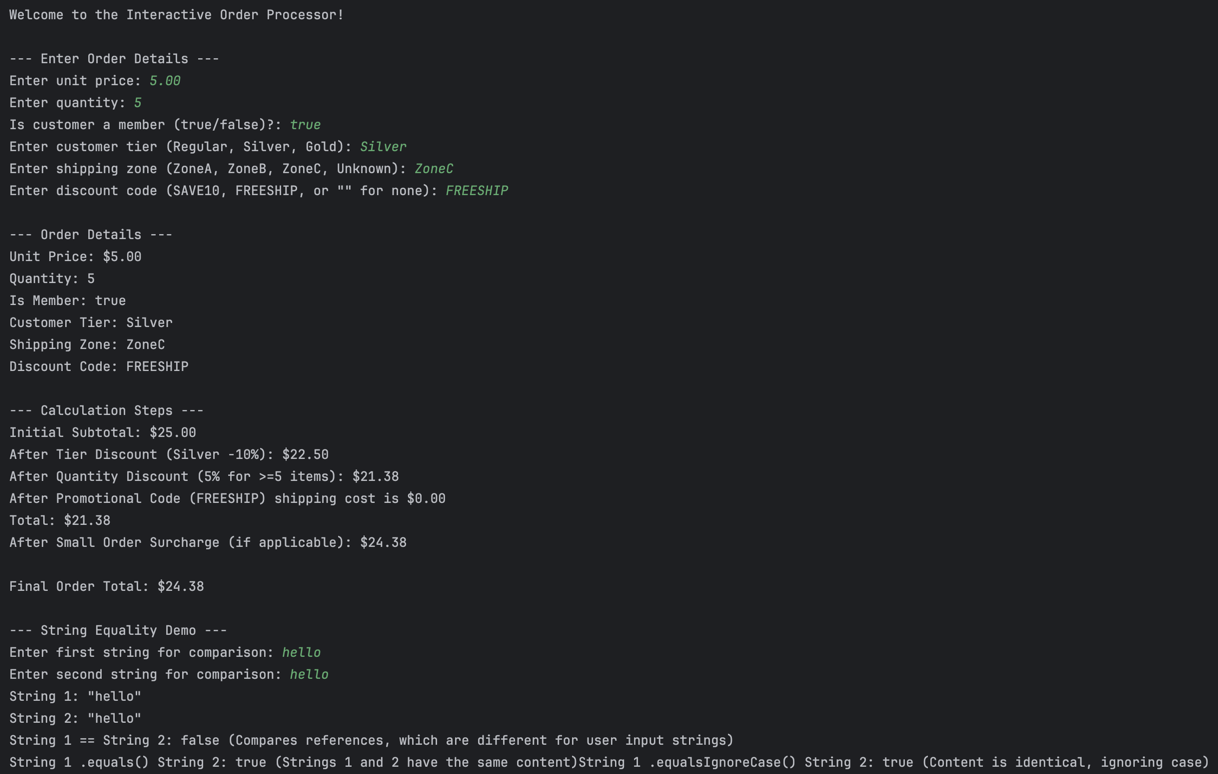 Welcome to the Interactive Order Processor!
--- Enter Order Details ---
Enter unit price: 5.00
Enter quantity: 5
Is customer a member (true/false)?: true
Enter customer tier (Regular, Silver, Gold): Silver
Enter shipping zone (ZoneA, ZoneB, ZoneC, Unknown): ZoneC
Enter discount code (SAVE10, FREESHIP, or "" for none): FREESHIP
--- Order Details ---
Unit Price: $5.00
Quantity: 5
Is Member: true
Customer Tier: Silver
Shipping Zone: ZoneC
Discount Code: FREESHIP
--- Calculation Steps ---
Initial Subtotal: $25.00
After Tier Discount (Silver -10%): $22.50
After Quantity Discount (5% for >=5 items): $21.38
After Promotional Code (FREESHIP) shipping cost is $0.00
Total: $21.38
After Small Order Surcharge (if applicable): $24.38
Final Order Total: $24.38
--- String Equality Demo ---
Enter first string for comparison: hello
Enter second string for comparison: hello
String 1: "hello"
String 2: "hello"
String 1 == String 2: false (Compares references, which are different for user input strings)
String 1 .equals() String 2: true (Strings 1 and 2 have the same content)String 1 .equalsIgnoreCase() String 2: true (Content is identical, ignoring case)